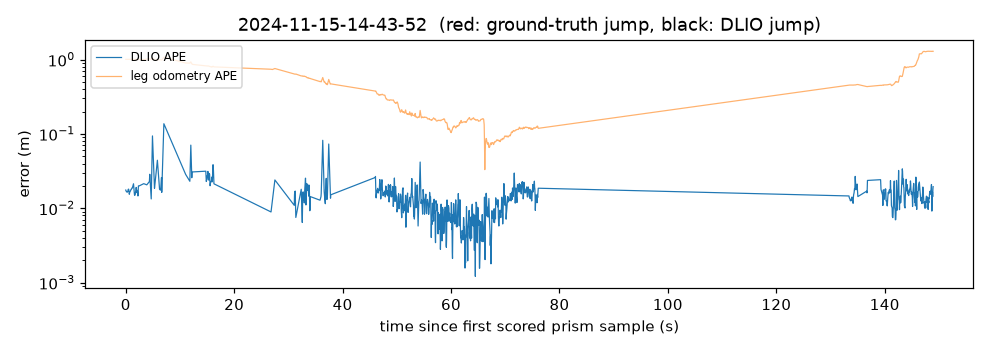 2024-11-15-14-43-52  (red: ground-truth jump, black: DLIO jump)
DLIO APE
leg odometry APE
error (m)
10⁰
10⁻¹
10⁻²
10⁻³
0 20 40 60 80 100 120 140
time since first scored prism sample (s)